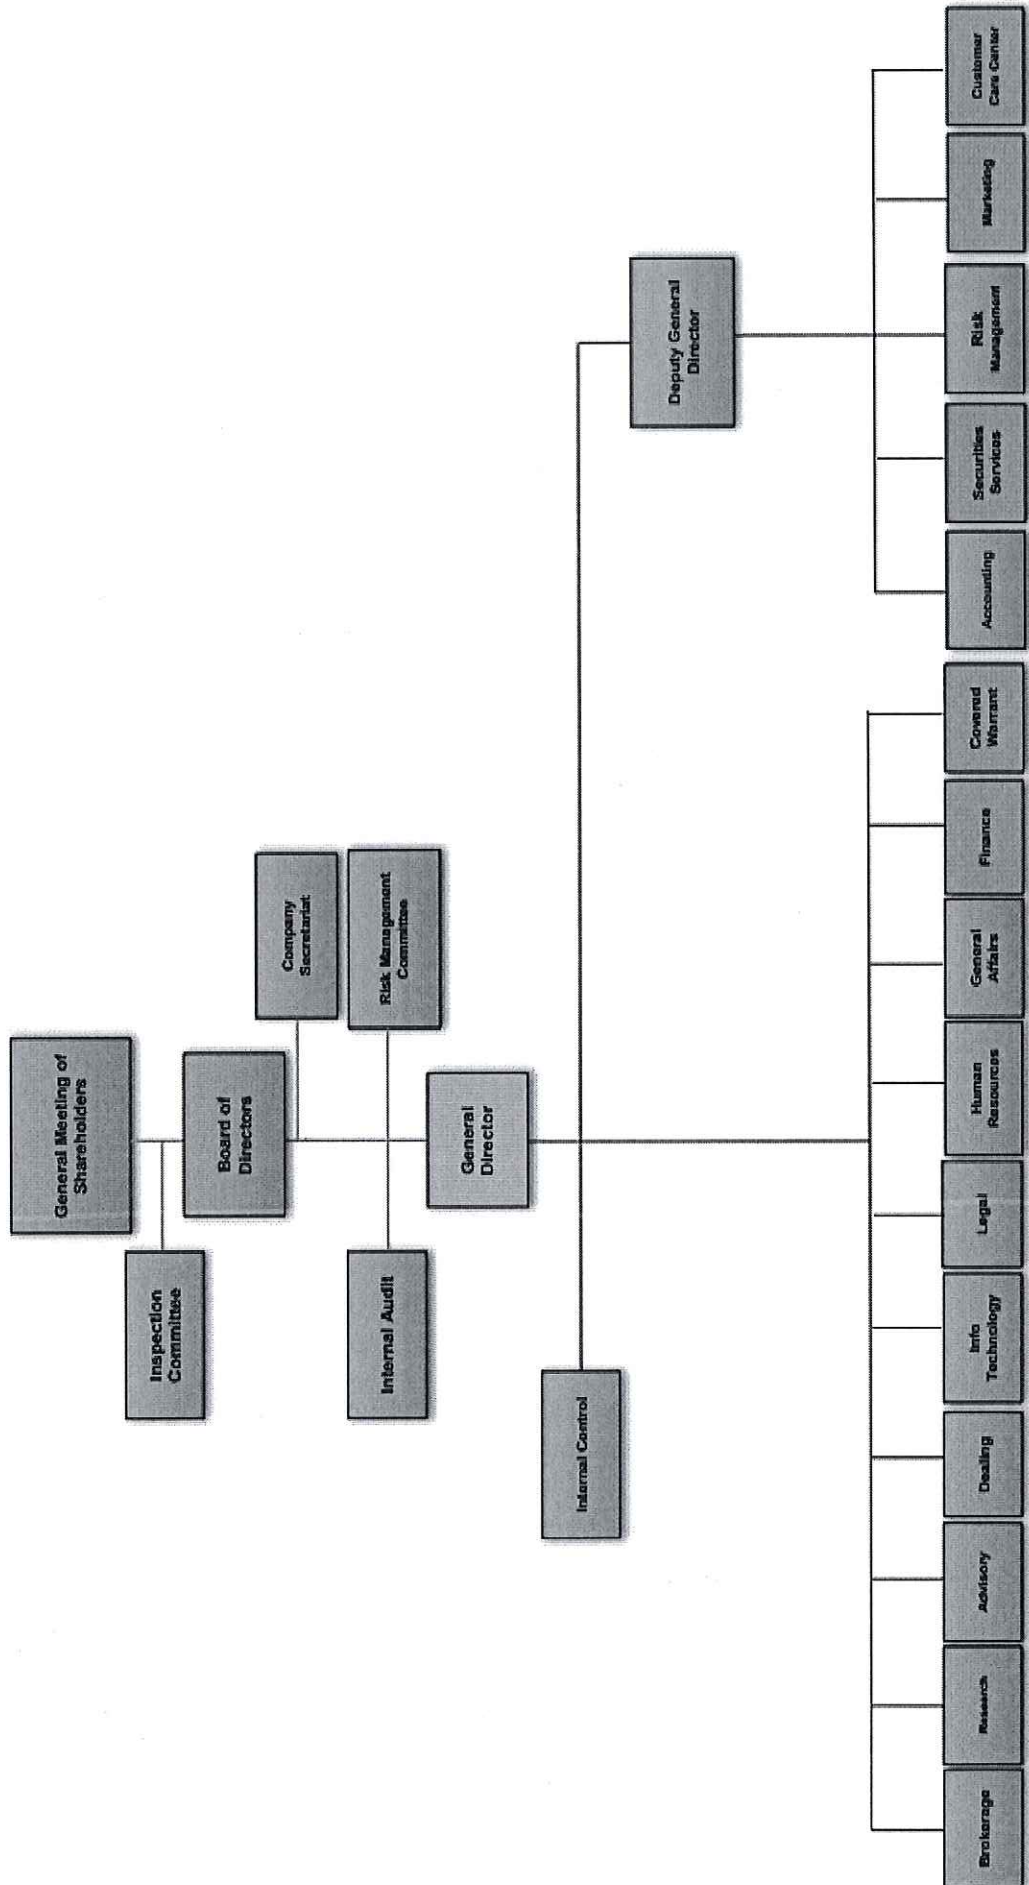 General Meeting of
Shareholders
Inspection
Committee
Board of
Directors
Company
Secretariat
Internal Audit
Risk Management
Committee
General
Director
Internal Control
Deputy General
Director
Brokerage
Research
Advisory
Dealing
Info
Technology
Legal
Human
Resources
General
Affairs
Finance
Covered
Warrant
Accounting
Securities
Services
Risk
Management
Marketing
Customer
Care Center